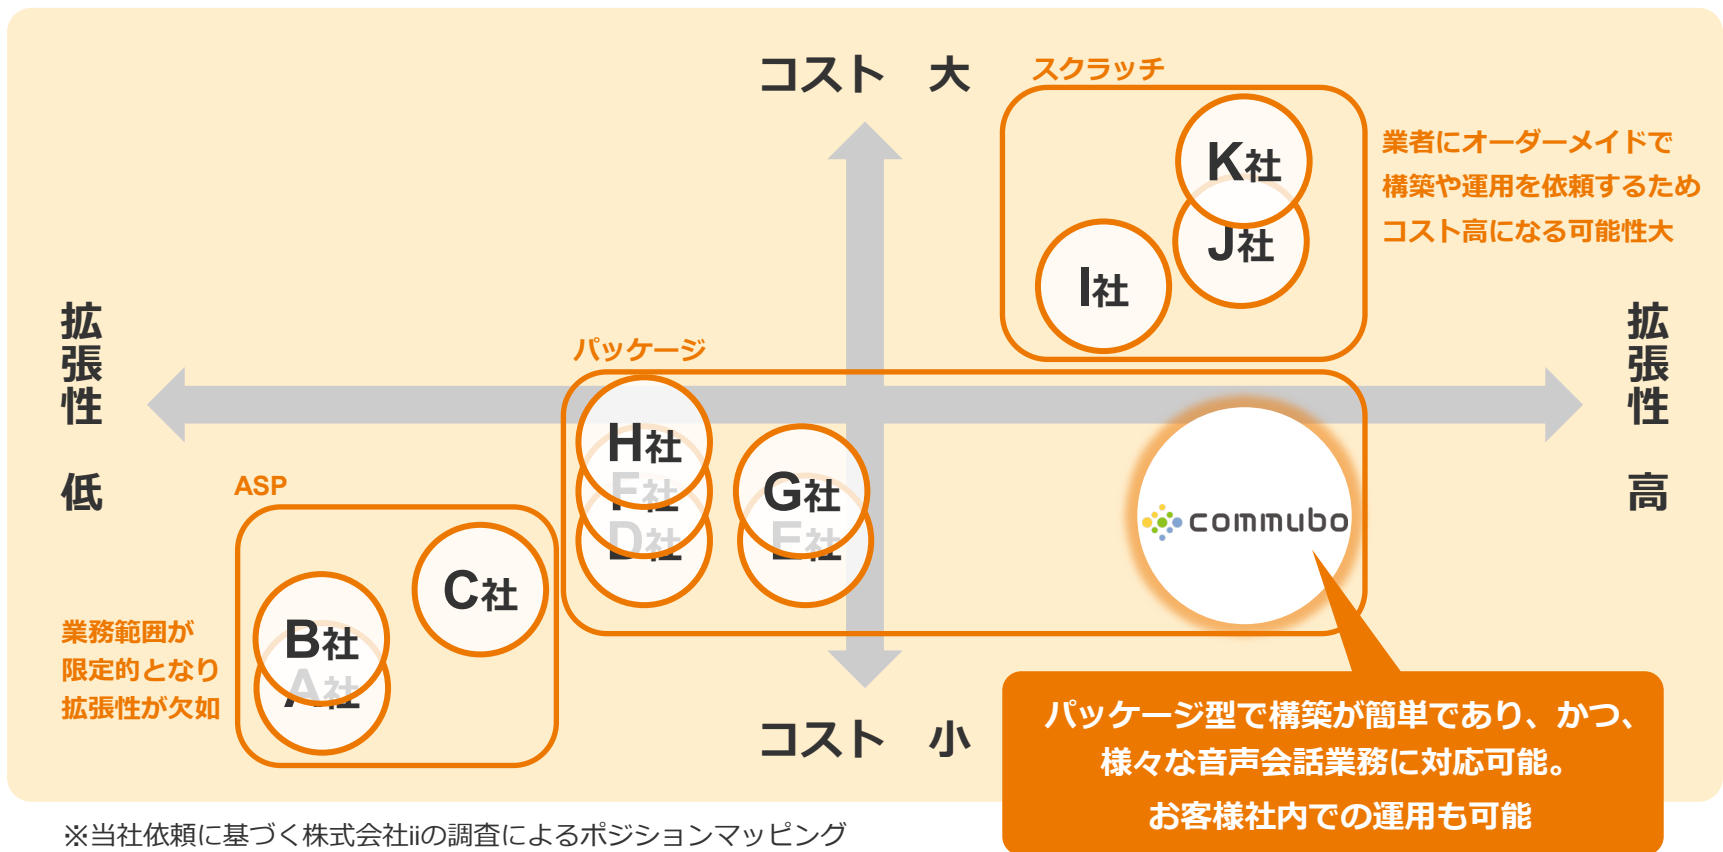 コスト 大
スクラッチ
K社
J社
I社
業者にオーダーメイドで
構築や運用を依頼するため
コスト高になる可能性大
拡張性 低
拡張性 高
パッケージ
H社
F社
D社
G社
E社
commubo
ASP
C社
B社
A社
業務範囲が
限定的となり
拡張性が欠如
コスト 小
パッケージ型で構築が簡単であり、かつ、
様々な音声会話業務に対応可能。
お客様社内での運用も可能
※当社依頼に基づく株式会社iiの調査によるポジションマッピング